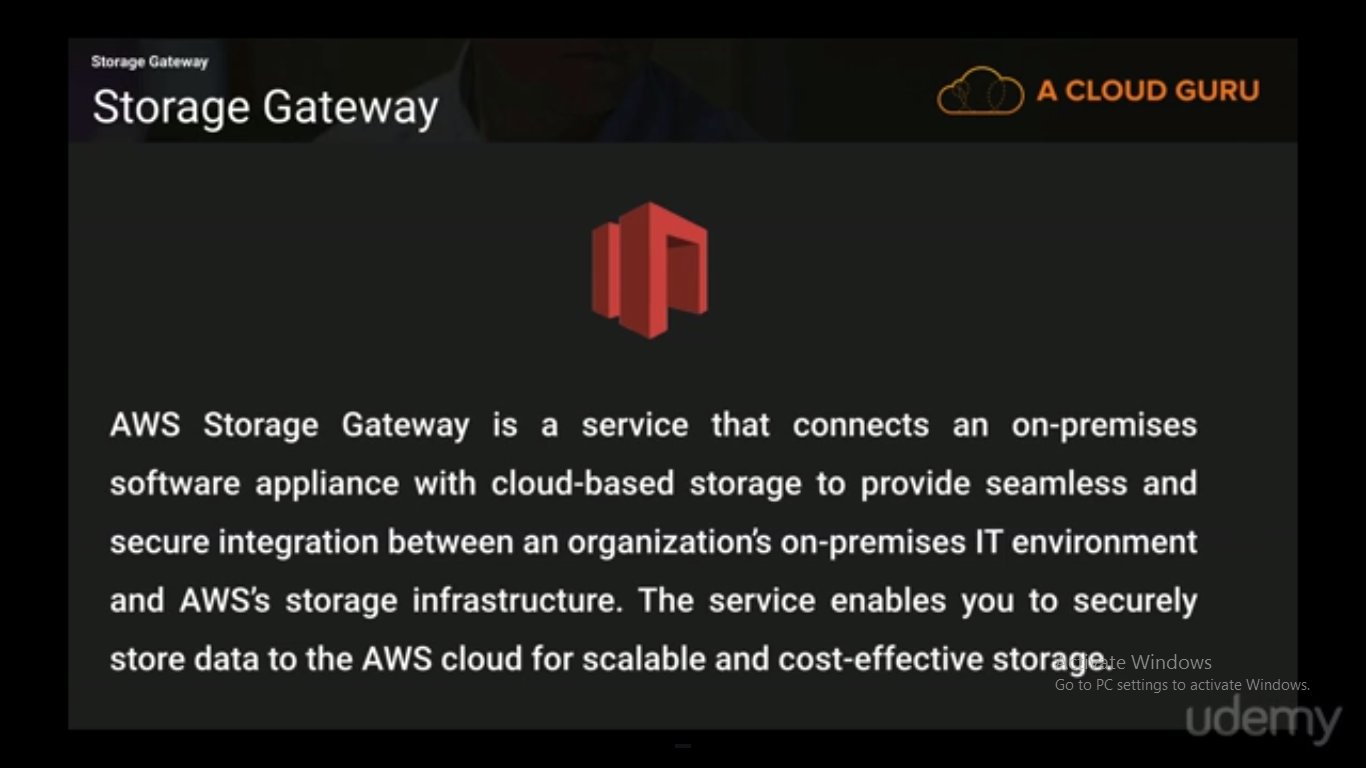 Storage Gateway
Storage Gateway
A CLOUD GURU
AWS Storage Gateway is a service that connects an on-premises
software appliance with cloud-based storage to provide seamless and
secure integration between an organization's on-premises IT environment
and AWS's storage infrastructure. The service enables you to securely
store data to the AWS cloud for scalable and cost-effective storage.
Activate Windows
Go to PC settings to activate Windows.
udemy